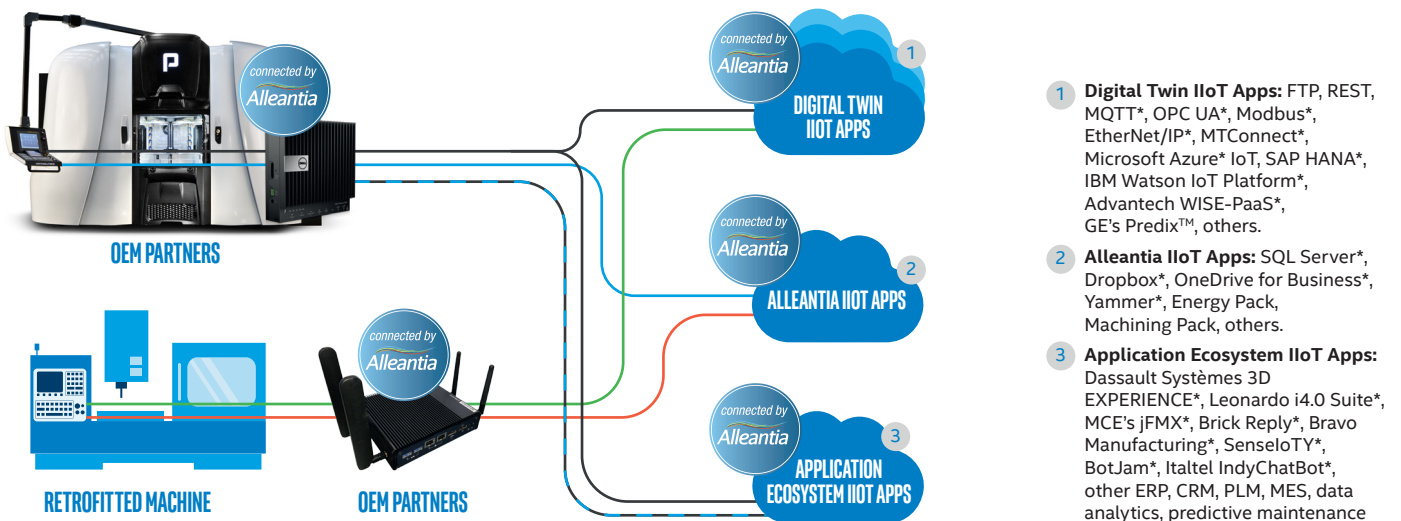 connected by
Alleantia
OEM PARTNERS
RETROFITTED MACHINE
connected by
Alleantia
OEM PARTNERS
connected by
Alleantia
1
DIGITAL TWIN
IIOT APPS
connected by
Alleantia
2
ALLEANTIA IIOT APPS
connected by
Alleantia
3
APPLICATION
ECOSYSTEM IIOT APPS
1 Digital Twin IIoT Apps: FTP, REST,
MQTT*, OPC UA*, Modbus*,
EtherNet/IP*, MTConnect*,
Microsoft Azure* IoT, SAP HANA*,
IBM Watson IoT Platform*,
Advantech WISE-PaaS*,
GE's Predix™, others.
2 Alleantia IIoT Apps: SQL Server*,
Dropbox*, OneDrive for Business*,
Yammer*, Energy Pack,
Machining Pack, others.
3 Application Ecosystem IIoT Apps:
Dassault Systèmes 3D
EXPERIENCE*, Leonardo i4.0 Suite*,
MCE's jFMX*, Brick Reply*, Bravo
Manufacturing*, SenseIoTY*,
BotJam*, Italtel IndyChatBot*,
other ERP, CRM, PLM, MES, data
analytics, predictive maintenance